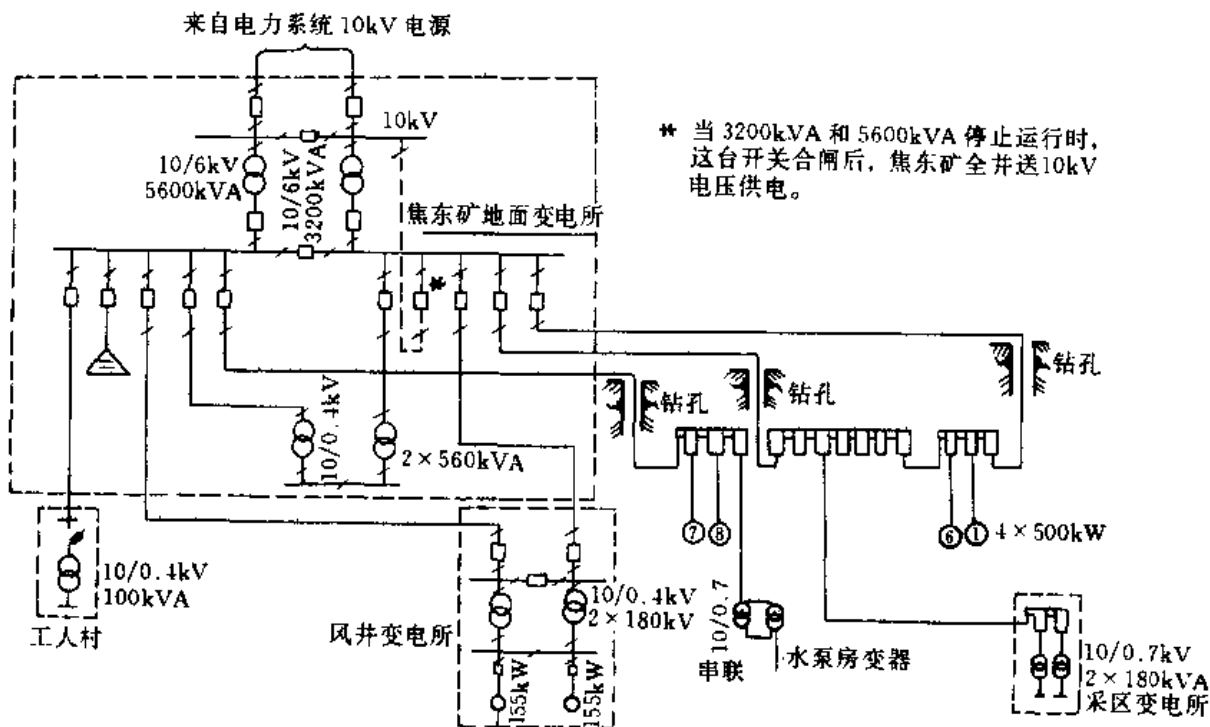 来自电力系统10kV电源
10kV
10/6kV
5600kVA
10/6kV
3200kVA
* 当3200kVA和5600kVA停止运行时,
这台开关合闸后,焦东矿全井送10kV
电压供电。
焦东矿地面变电所
*
钻孔
钻孔
钻孔
10/0.4kV
2×560kVA
⑦
⑧
⑥
①
4×500kW
10/0.4kV
100kVA
工人村
风井变电所
10/0.4kV
2×180kV
155kW
155kW
10/0.7
串联
水泵房变器
10/0.7kV
2×180kVA
采区变电所